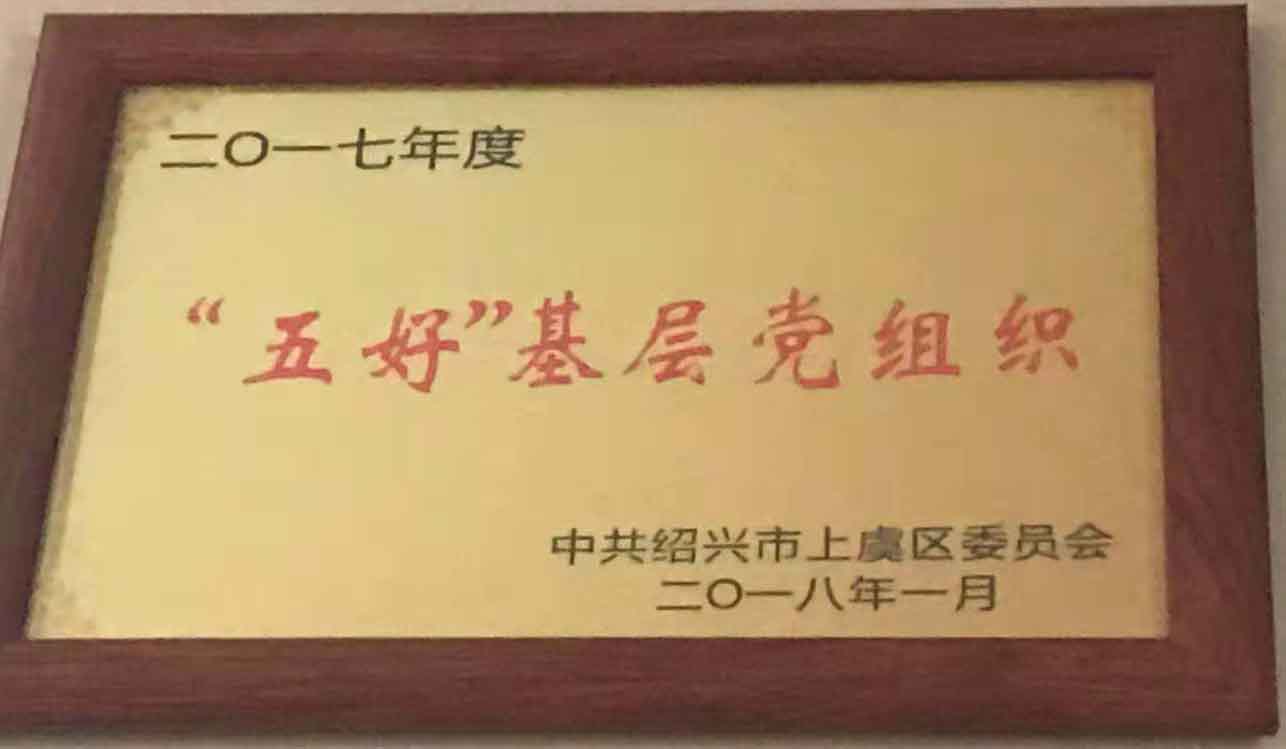 二〇一七年度
“五好”基层党组织
中共绍兴市上虞区委员会
二〇一八年一月